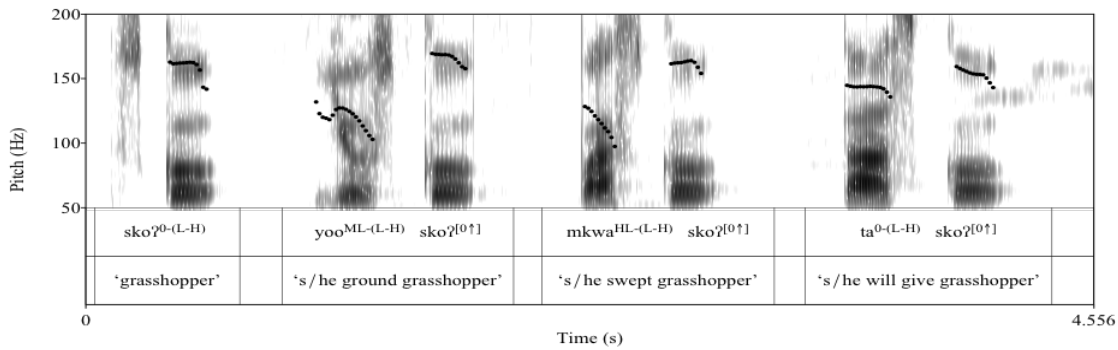 200
150
100
50
Pitch (Hz)
skoʔ⁰⁻⁽ᴸ⁻ᴴ⁾ yooᴹᴸ⁻⁽ᴸ⁻ᴴ⁾ skoʔ[⁰↑] mkwaᴴᴸ⁻⁽ᴸ⁻ᴴ⁾ skoʔ[⁰↑] ta⁰⁻⁽ᴸ⁻ᴴ⁾ skoʔ[⁰↑]
‘grasshopper’ ‘s/he ground grasshopper’ ‘s/he swept grasshopper’ ‘s/he will give grasshopper’
0 4.556
Time (s)